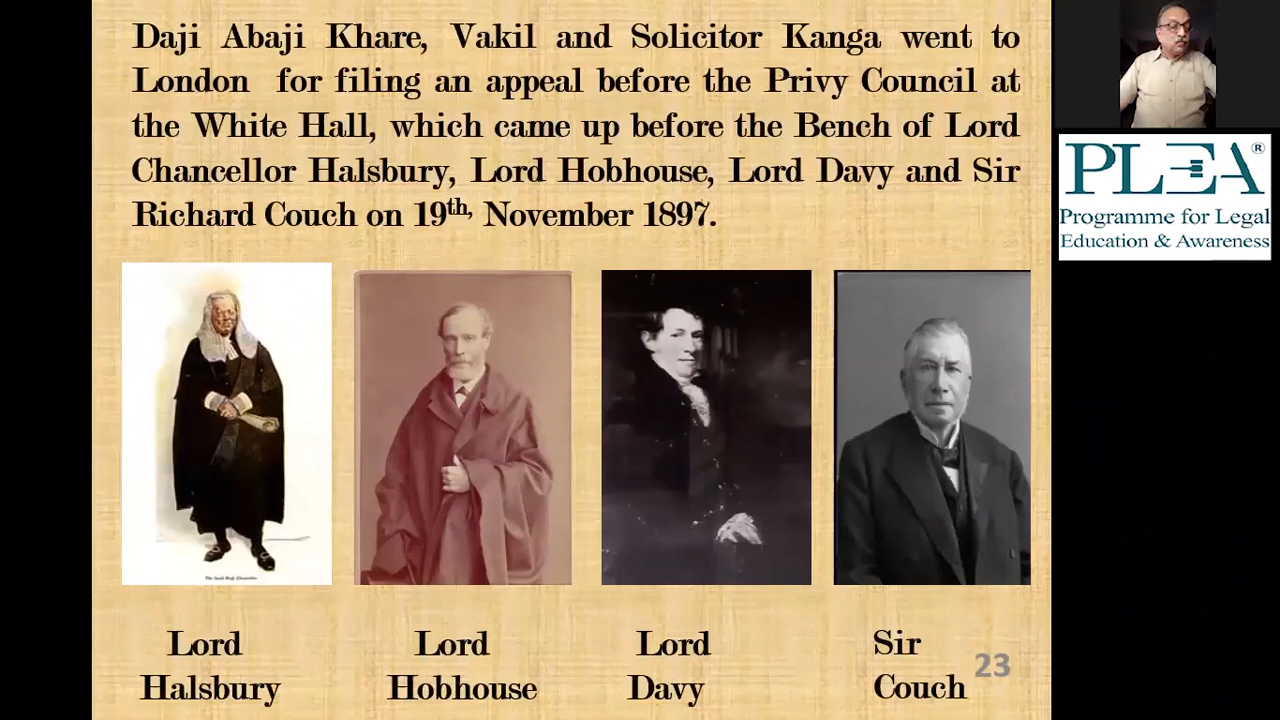 Daji Abaji Khare, Vakil and Solicitor Kanga went to
London for filing an appeal before the Privy Council at
the White Hall, which came up before the Bench of Lord
Chancellor Halsbury, Lord Hobhouse, Lord Davy and Sir
Richard Couch on 19th, November 1897.
PLEA®
Programme for Legal
Education & Awareness
Lord
Halsbury
Lord
Hobhouse
Lord
Davy
Sir
Couch
23